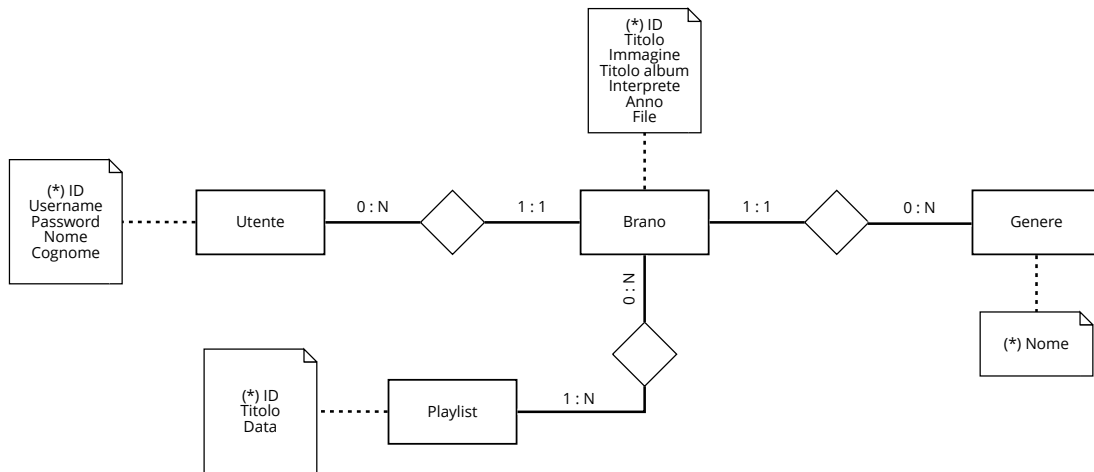 (*) ID
Titolo
Immagine
Titolo album
Interprete
Anno
File
(*) ID
Username
Password
Nome
Cognome
Utente
0 : N
1 : 1
Brano
1 : 1
0 : N
Genere
0 : N
(*) Nome
(*) ID
Titolo
Data
Playlist
1 : N